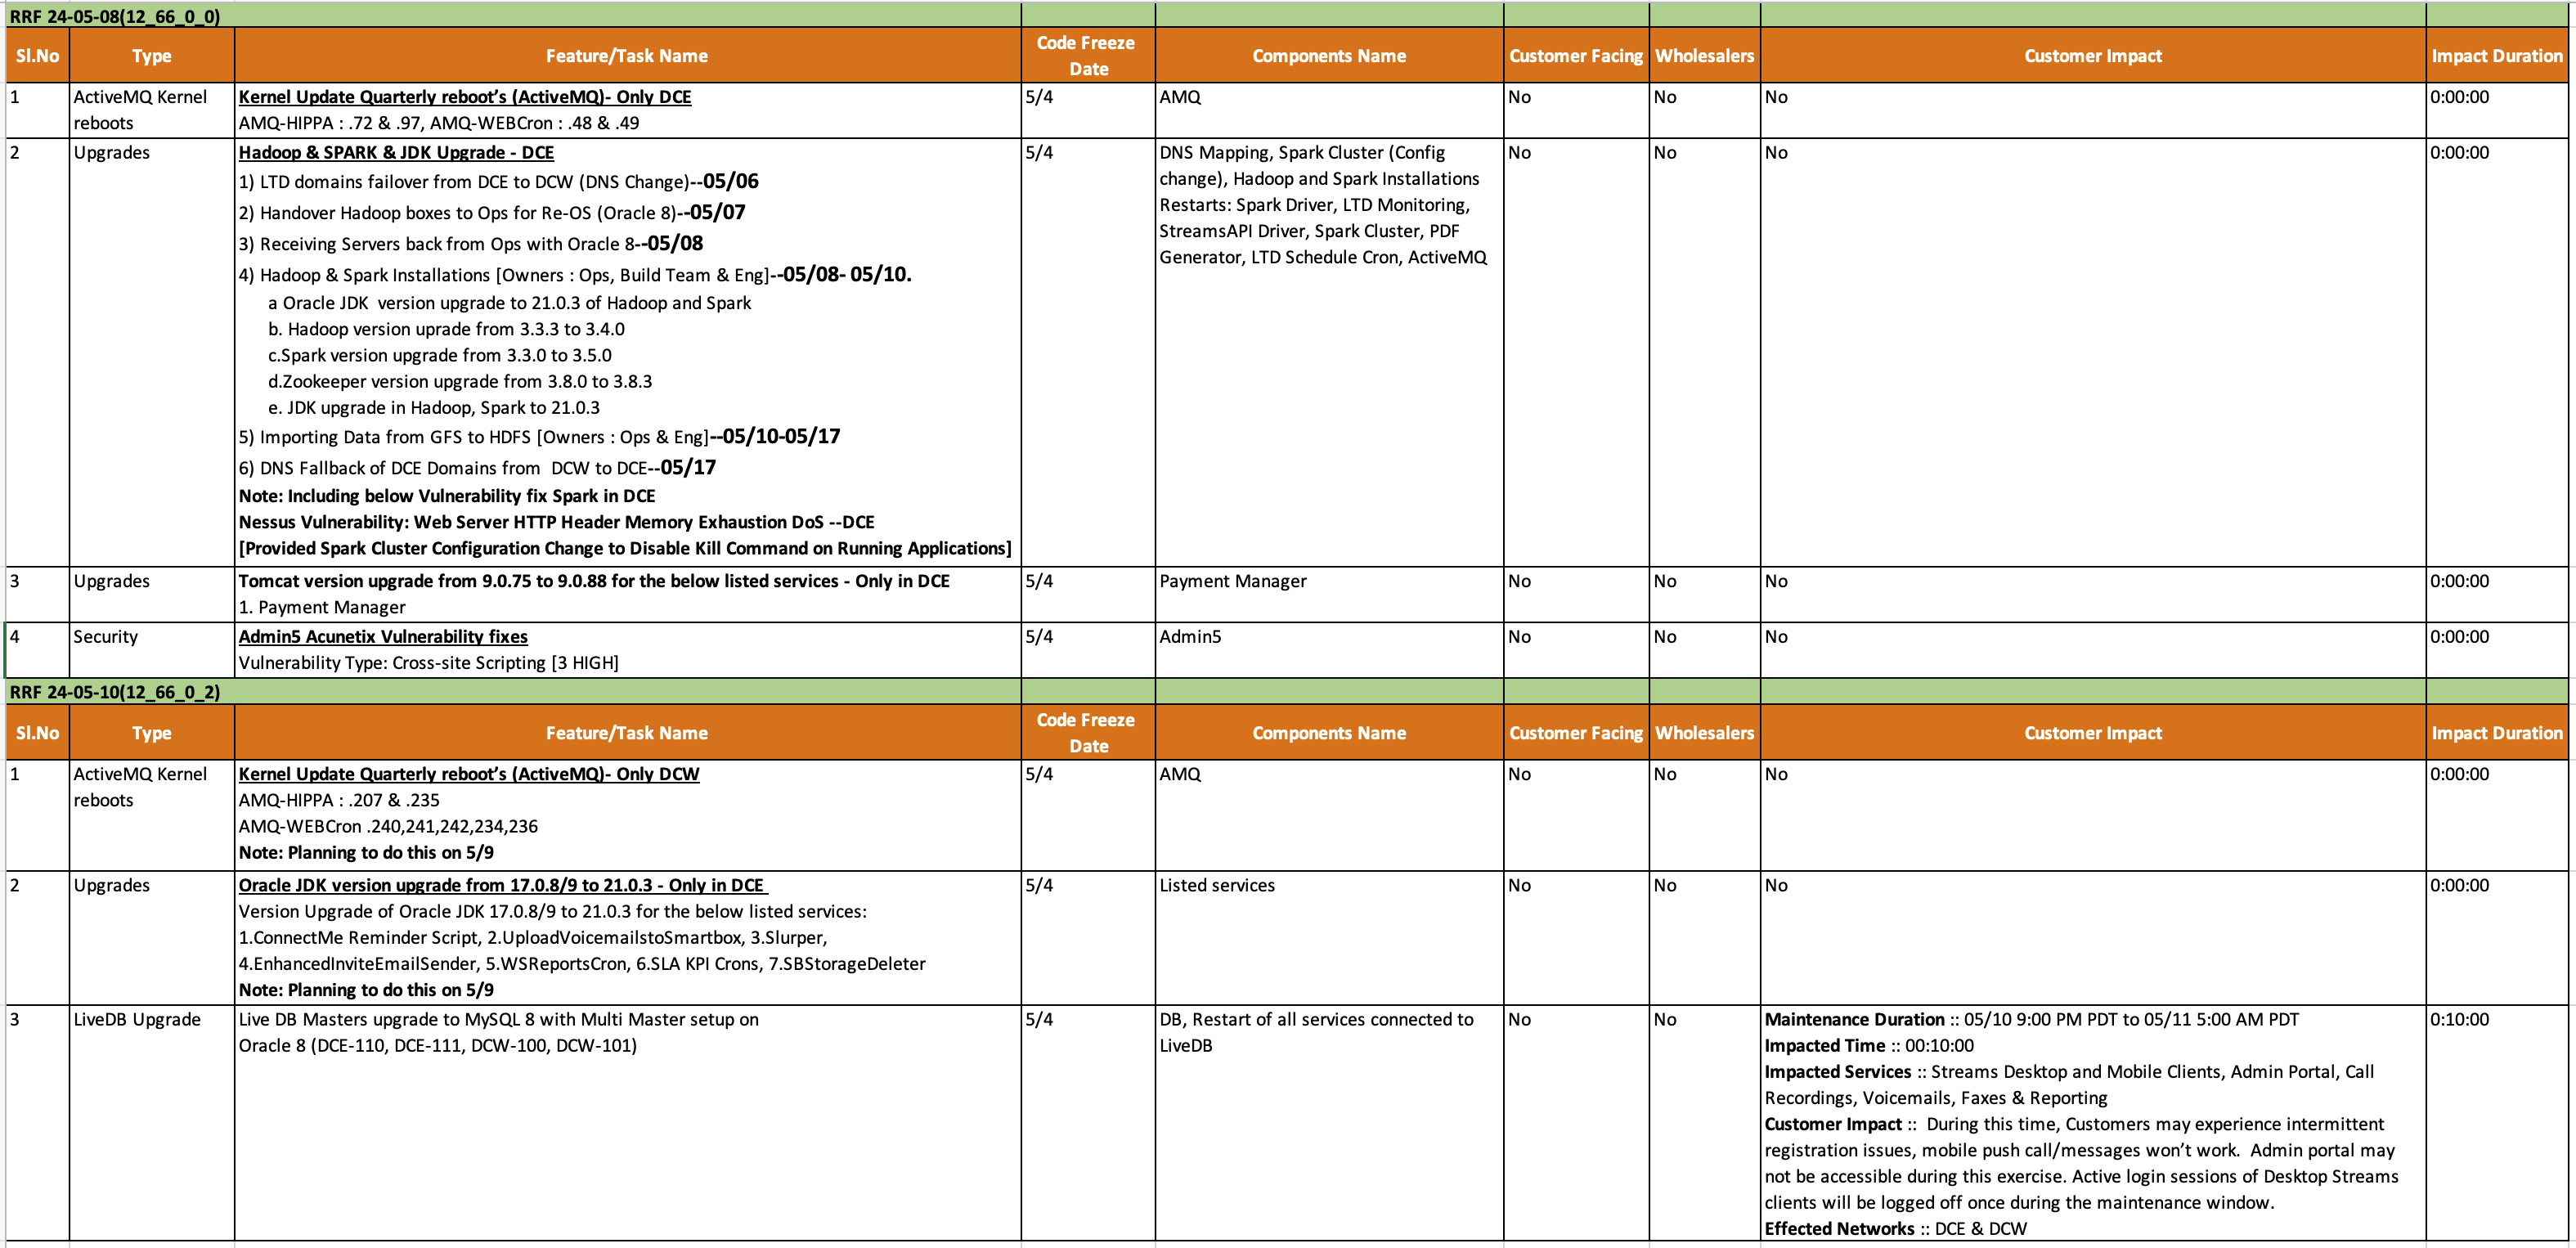 RRF 24-05-08(12_66_0_0)
Sl.No Type Feature/Task Name Code Freeze Date Components Name Customer Facing Wholesalers Customer Impact Impact Duration
1 ActiveMQ Kernel reboots
Kernel Update Quarterly reboot’s (ActiveMQ)- Only DCE
AMQ-HIPPA : .72 & .97, AMQ-WEBCron : .48 & .49
5/4 AMQ No No No 0:00:00
2 Upgrades
Hadoop & SPARK & JDK Upgrade - DCE
1) LTD domains failover from DCE to DCW (DNS Change)--05/06
2) Handover Hadoop boxes to Ops for Re-OS (Oracle 8)--05/07
3) Receiving Servers back from Ops with Oracle 8--05/08
4) Hadoop & Spark Installations [Owners : Ops, Build Team & Eng]--05/08- 05/10.
a Oracle JDK  version upgrade to 21.0.3 of Hadoop and Spark
b. Hadoop version uprade from 3.3.3 to 3.4.0
c.Spark version upgrade from 3.3.0 to 3.5.0
d.Zookeeper version upgrade from 3.8.0 to 3.8.3
e. JDK upgrade in Hadoop, Spark to 21.0.3
5) Importing Data from GFS to HDFS [Owners : Ops & Eng]--05/10-05/17
6) DNS Fallback of DCE Domains from  DCW to DCE--05/17
Note: Including below Vulnerability fix Spark in DCE
Nessus Vulnerability: Web Server HTTP Header Memory Exhaustion DoS --DCE
[Provided Spark Cluster Configuration Change to Disable Kill Command on Running Applications]
5/4
DNS Mapping, Spark Cluster (Config
change), Hadoop and Spark Installations
Restarts: Spark Driver, LTD Monitoring,
StreamsAPI Driver, Spark Cluster, PDF
Generator, LTD Schedule Cron, ActiveMQ
No No No 0:00:00
3 Upgrades
Tomcat version upgrade from 9.0.75 to 9.0.88 for the below listed services - Only in DCE
1. Payment Manager
5/4 Payment Manager No No No 0:00:00
4 Security
Admin5 Acunetix Vulnerability fixes
Vulnerability Type: Cross-site Scripting [3 HIGH]
5/4 Admin5 No No No 0:00:00
RRF 24-05-10(12_66_0_2)
Sl.No Type Feature/Task Name Code Freeze Date Components Name Customer Facing Wholesalers Customer Impact Impact Duration
1 ActiveMQ Kernel reboots
Kernel Update Quarterly reboot’s (ActiveMQ)- Only DCW
AMQ-HIPPA : .207 & .235
AMQ-WEBCron .240,241,242,234,236
Note: Planning to do this on 5/9
5/4 AMQ No No No 0:00:00
2 Upgrades
Oracle JDK version upgrade from 17.0.8/9 to 21.0.3 - Only in DCE
Version Upgrade of Oracle JDK 17.0.8/9 to 21.0.3 for the below listed services:
1.ConnectMe Reminder Script, 2.UploadVoicemailstoSmartbox, 3.Slurper,
4.EnhancedInviteEmailSender, 5.WSReportsCron, 6.SLA KPI Crons, 7.SBStorageDeleter
Note: Planning to do this on 5/9
5/4 Listed services No No No 0:00:00
3 LiveDB Upgrade
Live DB Masters upgrade to MySQL 8 with Multi Master setup on
Oracle 8 (DCE-110, DCE-111, DCW-100, DCW-101)
5/4
DB, Restart of all services connected to
LiveDB
No No
Maintenance Duration :: 05/10 9:00 PM PDT to 05/11 5:00 AM PDT
Impacted Time :: 00:10:00
Impacted Services :: Streams Desktop and Mobile Clients, Admin Portal, Call
Recordings, Voicemails, Faxes & Reporting
Customer Impact ::  During this time, Customers may experience intermittent
registration issues, mobile push call/messages won’t work.  Admin portal may
not be accessible during this exercise. Active login sessions of Desktop Streams
clients will be logged off once during the maintenance window.
Effected Networks :: DCE & DCW
0:10:00